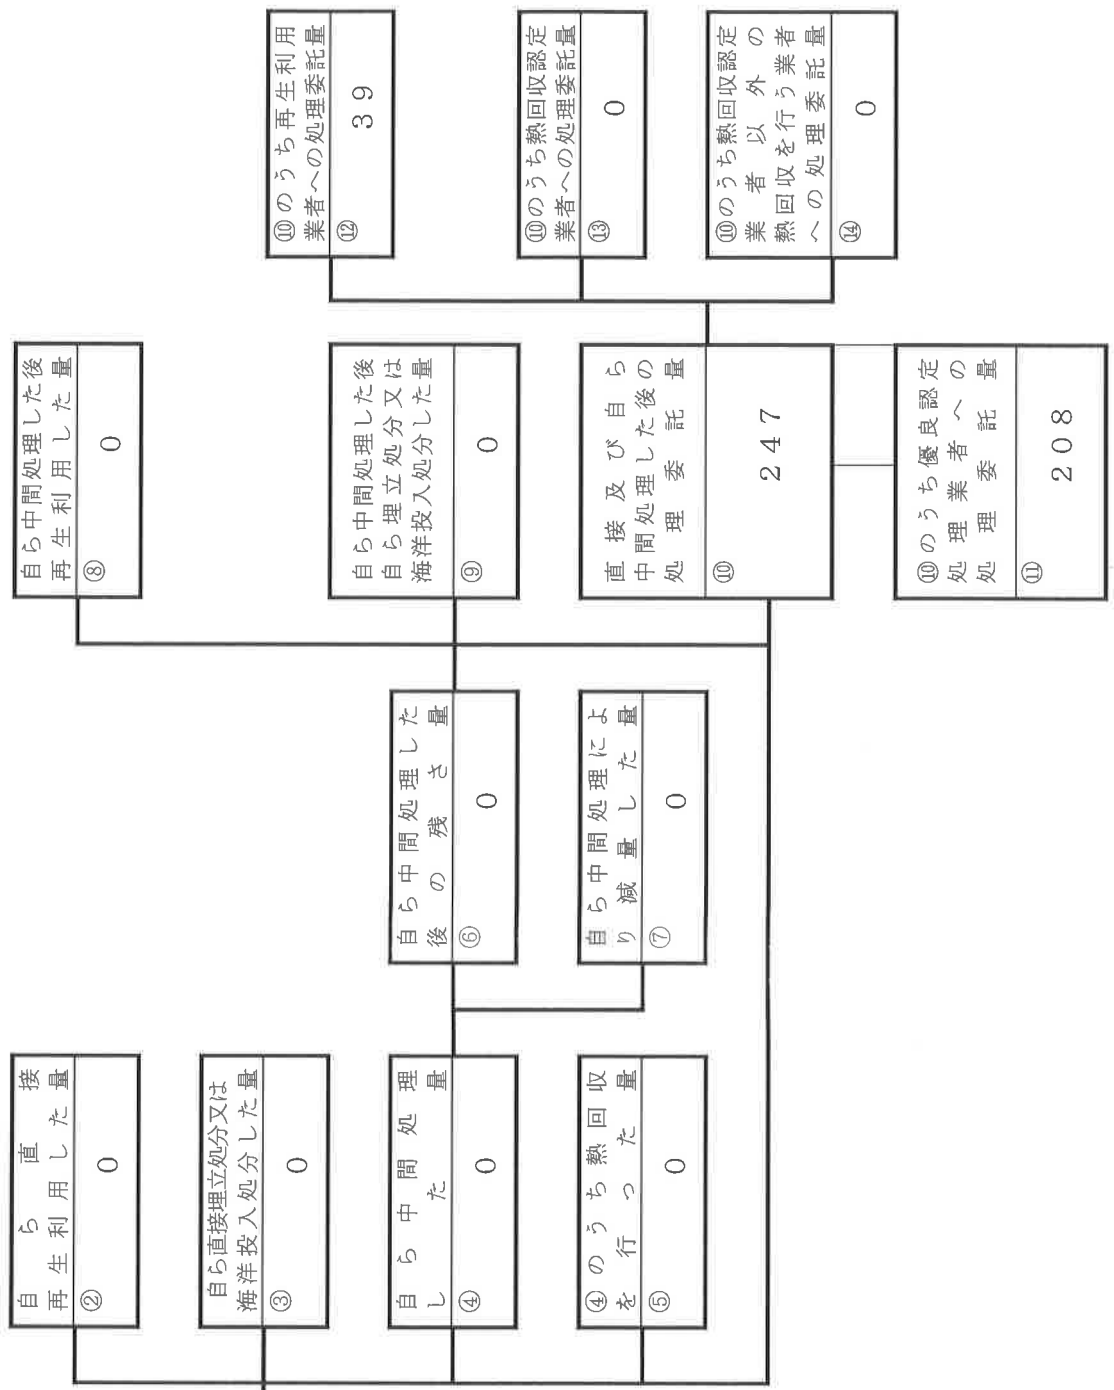 自ら直接
再生利用した量
② 0
自ら直接埋立処分又は
海洋投入処分した量
③ 0
自ら中間処理
した量
④ 0
④のうち熱回収
を行った量
⑤ 0
自ら中間処理した
後の残さ量
⑥ 0
自ら中間処理によ
り減量した量
⑦ 0
自ら中間処理した後
再生利用した量
⑧ 0
自ら中間処理した後
自ら埋立処分又は
海洋投入処分した量
⑨ 0
直接及び自ら
中間処理した後の
処理委託量
⑩ 247
⑩のうち優良認定
処理業者への
処理委託量
⑪ 208
⑩のうち再生利用
業者への処理委託量
⑫ 39
⑩のうち熱回収認定
業者への処理委託量
⑬ 0
⑩のうち熱回収認定
業者以外の
熱回収を行う業者
への処理委託量
⑭ 0